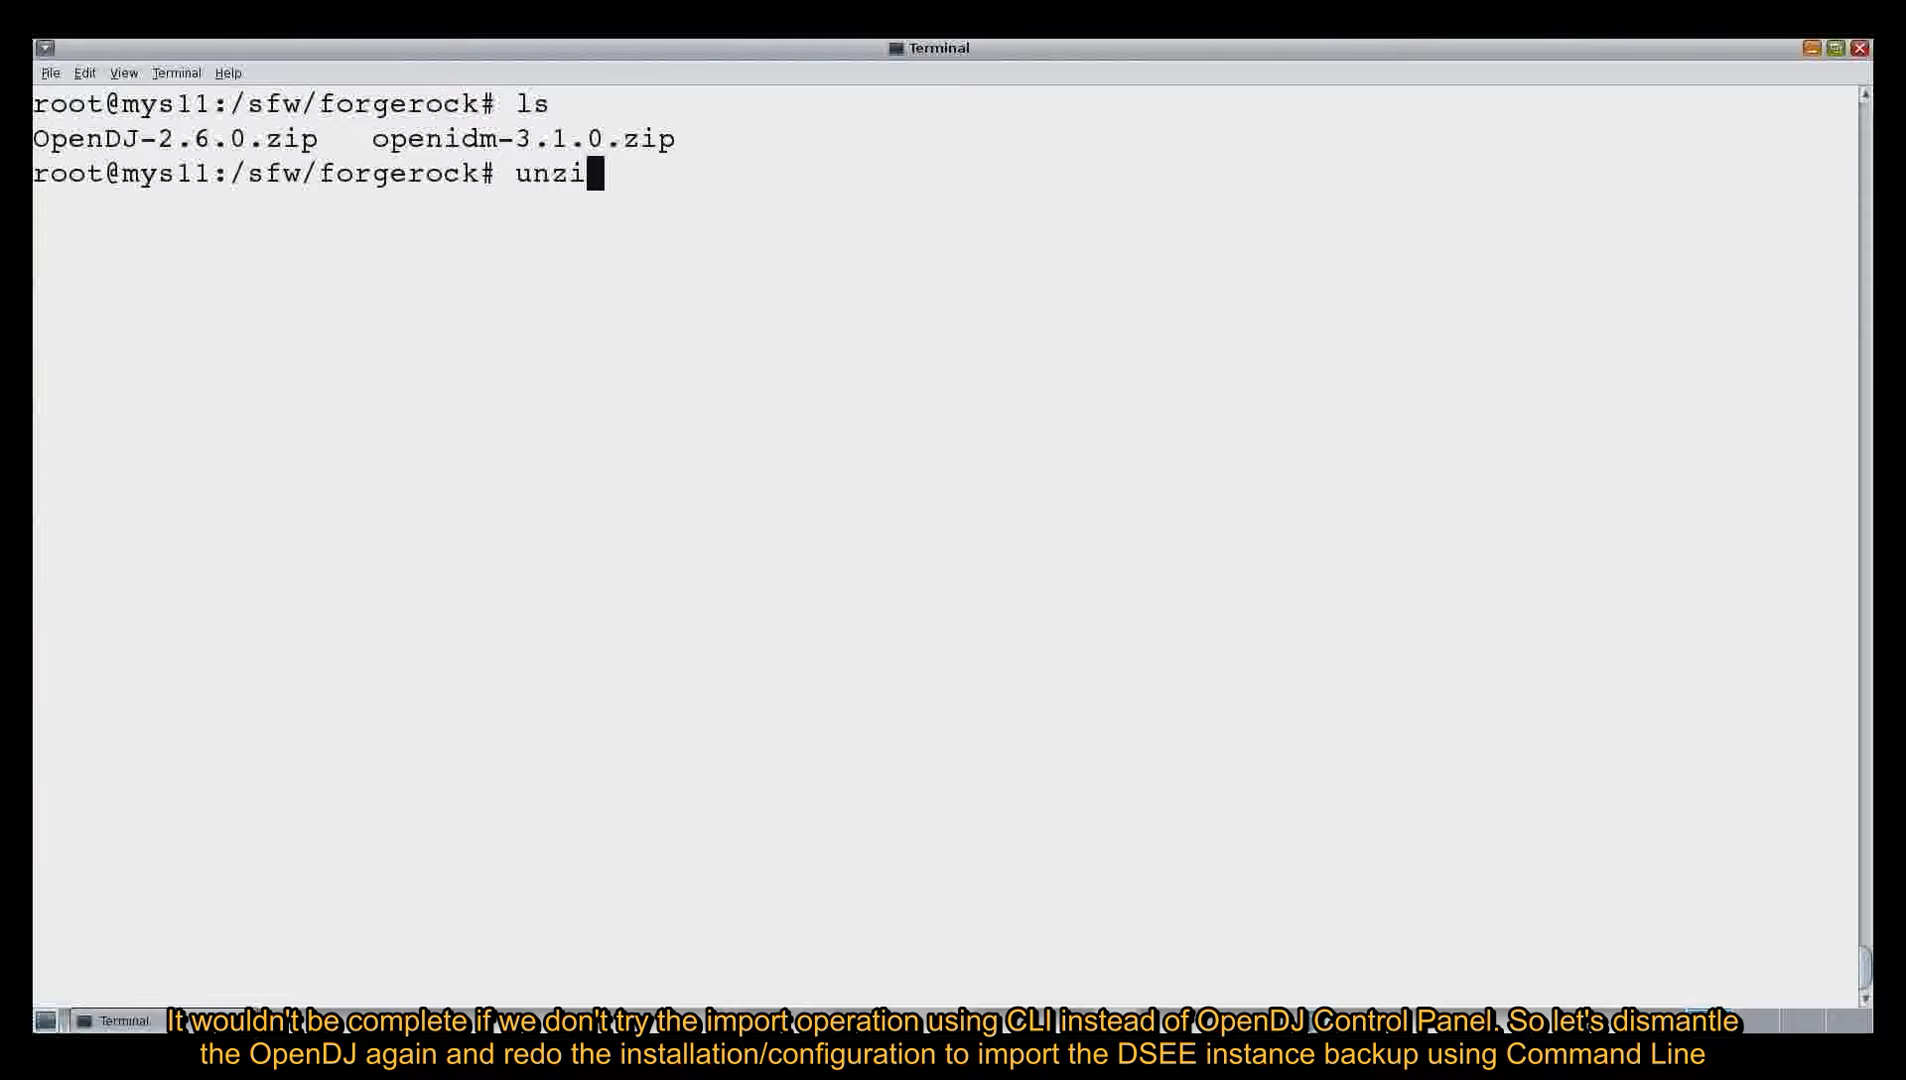 Terminal
File Edit View Terminal Help
root@mys11:/sfw/forgerock# ls
OpenDJ-2.6.0.zip openidm-3.1.0.zip
root@mys11:/sfw/forgerock# unzi
Terminal
It wouldn't be complete if we don't try the import operation using CLI instead of OpenDJ Control Panel. So let's dismantle
the OpenDJ again and redo the installation/configuration to import the DSEE instance backup using Command Line